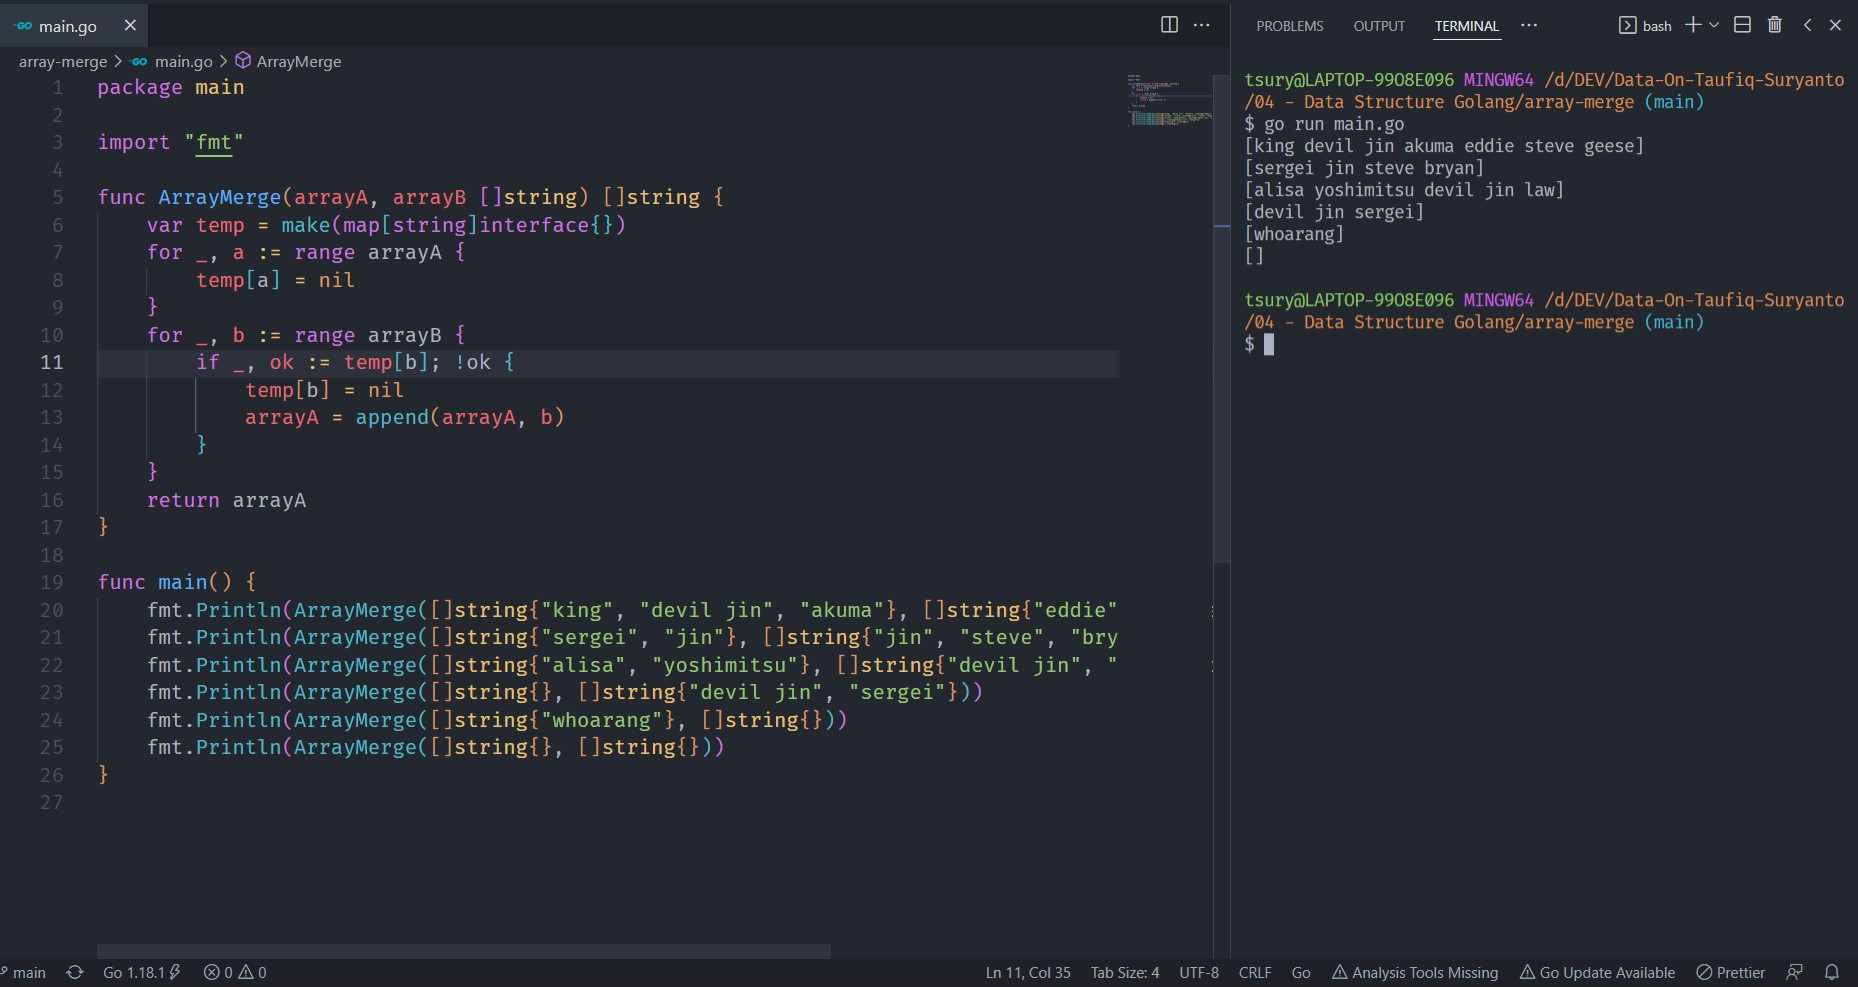 main.go
array-merge > main.go > ArrayMerge
1 package main
2
3 import "fmt"
4
5 func ArrayMerge(arrayA, arrayB []string) []string {
6 var temp = make(map[string]interface{})
7 for _, a := range arrayA {
8 temp[a] = nil
9 }
10 for _, b := range arrayB {
11 if _, ok := temp[b]; !ok {
12 temp[b] = nil
13 arrayA = append(arrayA, b)
14 }
15 }
16 return arrayA
17 }
18
19 func main() {
20 fmt.Println(ArrayMerge([]string{"king", "devil jin", "akuma"}, []string{"eddie"
21 fmt.Println(ArrayMerge([]string{"sergei", "jin"}, []string{"jin", "steve", "bry
22 fmt.Println(ArrayMerge([]string{"alisa", "yoshimitsu"}, []string{"devil jin", "
23 fmt.Println(ArrayMerge([]string{}, []string{"devil jin", "sergei"}))
24 fmt.Println(ArrayMerge([]string{"whoarang"}, []string{}))
25 fmt.Println(ArrayMerge([]string{}, []string{}))
26 }
27
PROBLEMS OUTPUT TERMINAL ··· bash
tsury@LAPTOP-99O8E096 MINGW64 /d/DEV/Data-On-Taufiq-Suryanto
/04 - Data Structure Golang/array-merge (main)
$ go run main.go
[king devil jin akuma eddie steve geese]
[sergei jin steve bryan]
[alisa yoshimitsu devil jin law]
[devil jin sergei]
[whoarang]
[]
tsury@LAPTOP-99O8E096 MINGW64 /d/DEV/Data-On-Taufiq-Suryanto
/04 - Data Structure Golang/array-merge (main)
$
main Go 1.18.1 0 0 Ln 11, Col 35 Tab Size: 4 UTF-8 CRLF Go Analysis Tools Missing Go Update Available Prettier